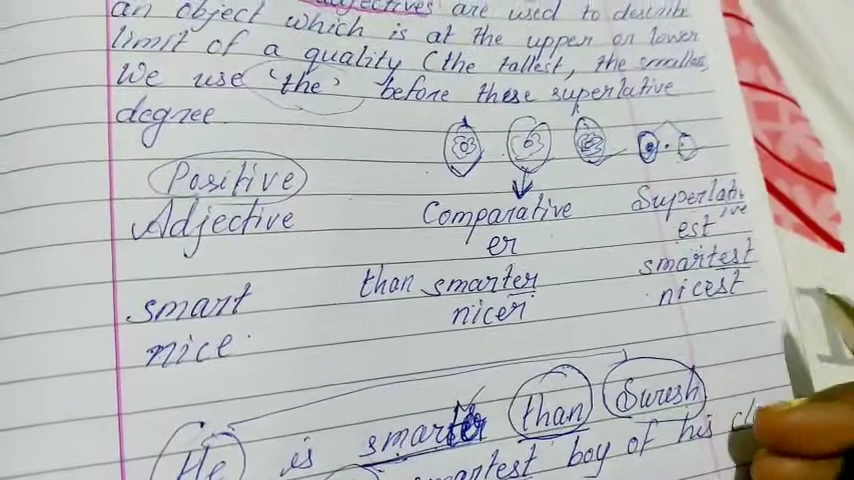 adjectives are used to describe
an object which is at the upper or lower
limit of a quality (the tallest, the smallest,
We use 'the' before these superlative
degree
Positive
Adjective Comparative Superlative
er est
smart than smarter smartest
nice nicer nicest
He is smarter than Suresh
smartest boy of his